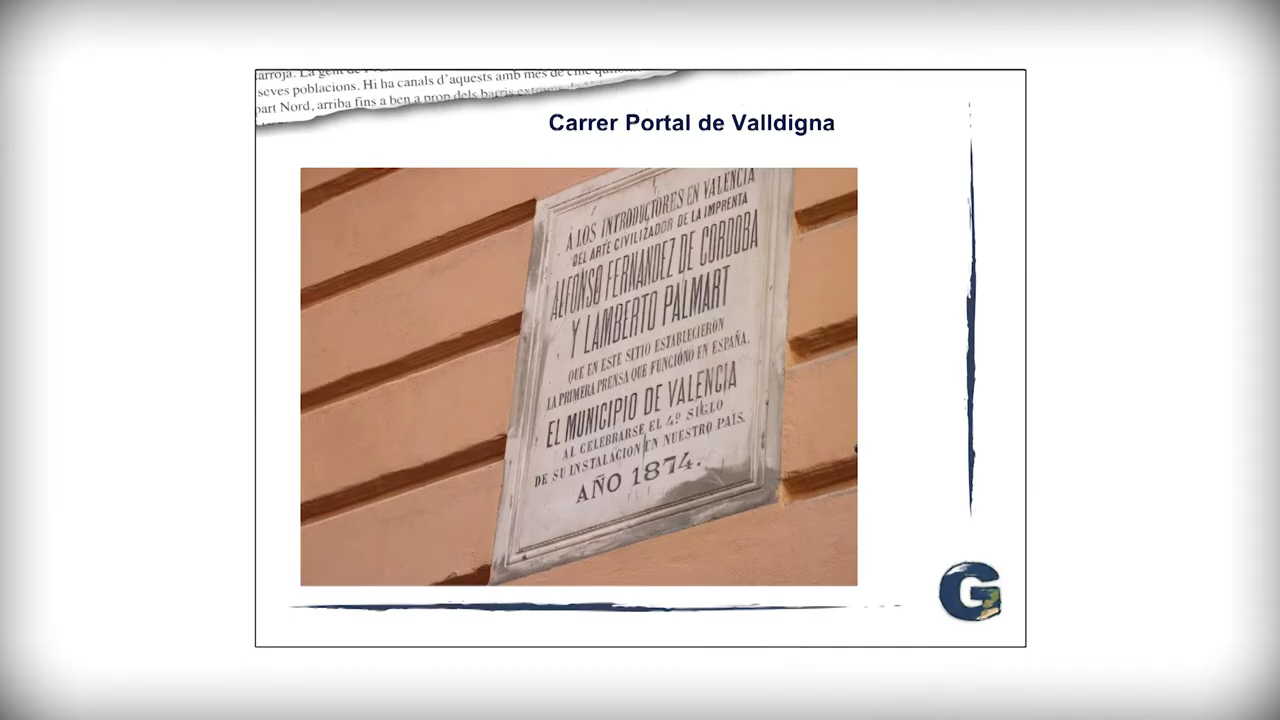 arroja. La gent de
seves poblacions. Hi ha canals d'aquests amb més de cinc
part Nord, arriba fins a ben a prop dels barris
Carrer Portal de Valldigna
A LOS INTRODUCTORES EN VALENCIA
DEL ARTE CIVILIZADOR DE LA IMPRENTA
ALFONSO FERNANDEZ DE CORDOBA
Y LAMBERTO PALMART
QUE EN ESTE SITIO ESTABLECIERON
LA PRIMERA PRENSA QUE FUNCIÓNO EN ESPAÑA.
EL MUNICIPIO DE VALENCIA
AL CELEBRARSE EL 4º SIGLO
DE SU INSTALACION EN NUESTRO PAÍS.
AÑO 1874.
G